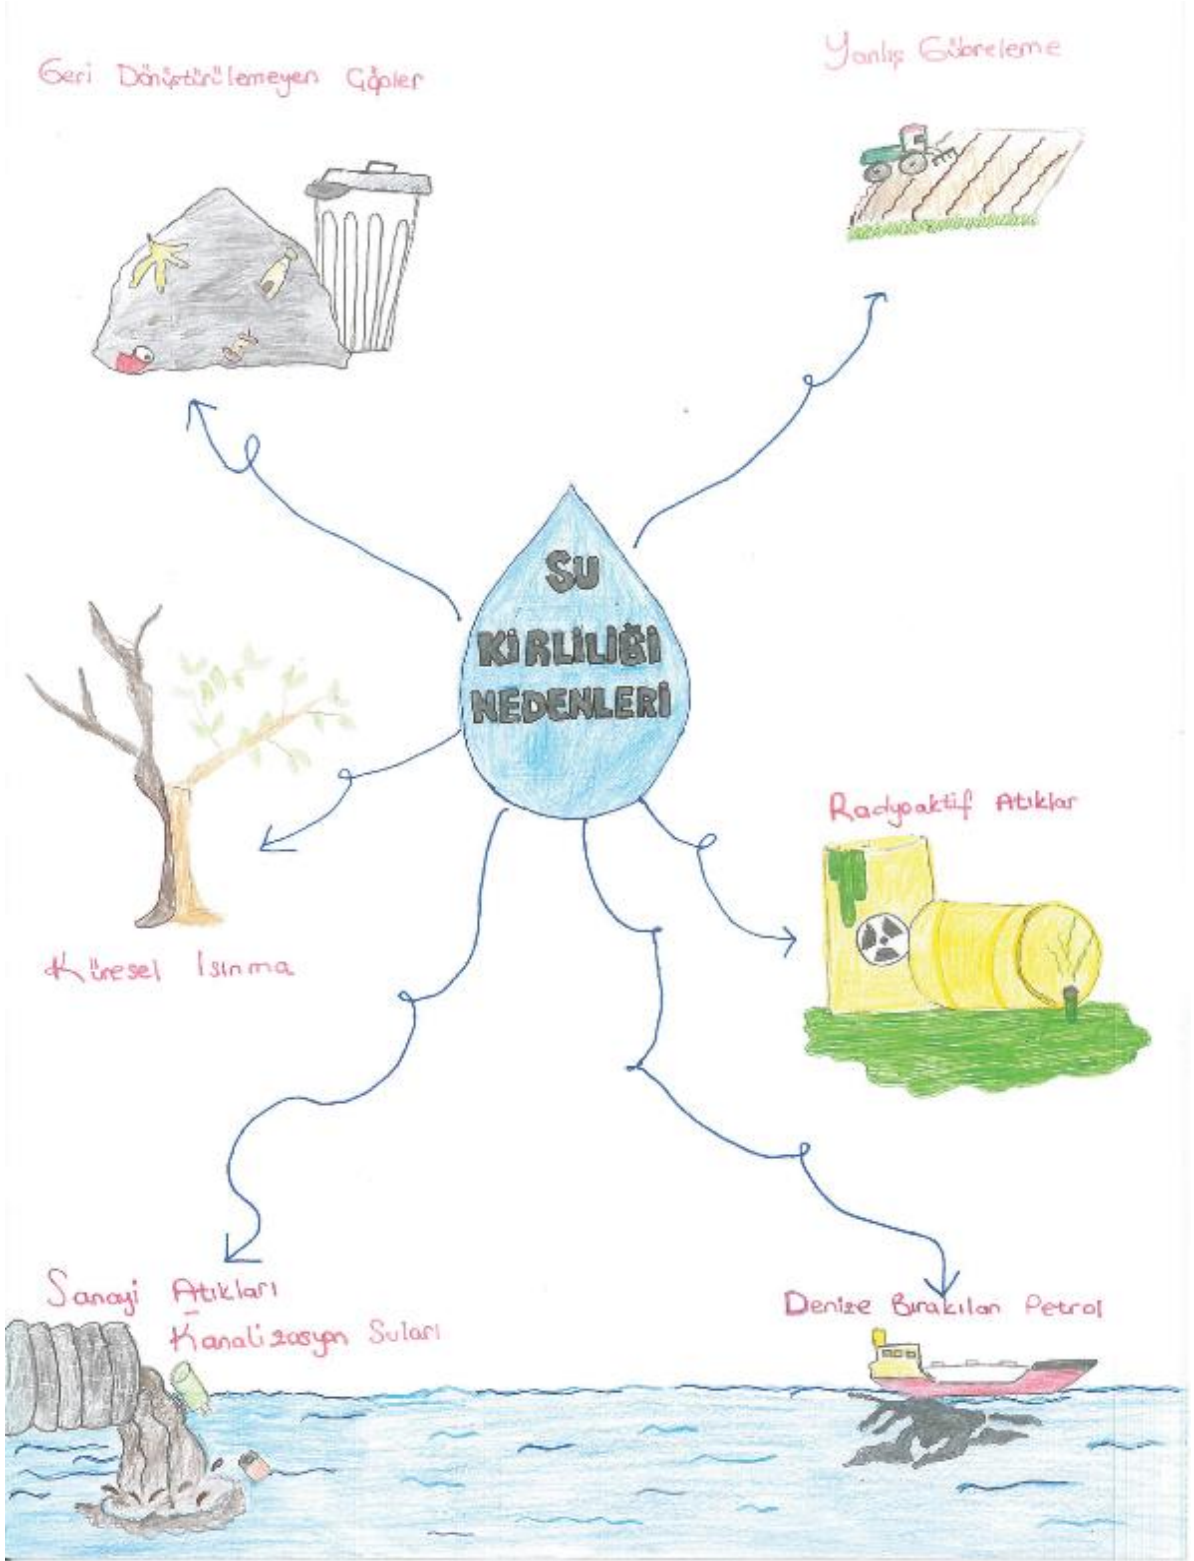 Geri Dönüştürülemeyen Çöpler
Yanlış Gübreleme
SU
KİRLİLİĞİ
NEDENLERİ
Radyoaktif Atıklar
Küresel Isınma
Sanayi Atıkları
-
Kanalizasyon Suları
Denize Bırakılan Petrol